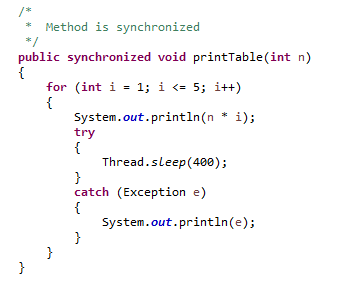 /*
 *  Method is synchronized
 */
public synchronized void printTable(int n)
{
    for (int i = 1; i <= 5; i++)
    {
        System.out.println(n * i);
        try
        {
            Thread.sleep(400);
        }
        catch (Exception e)
        {
            System.out.println(e);
        }
    }
}